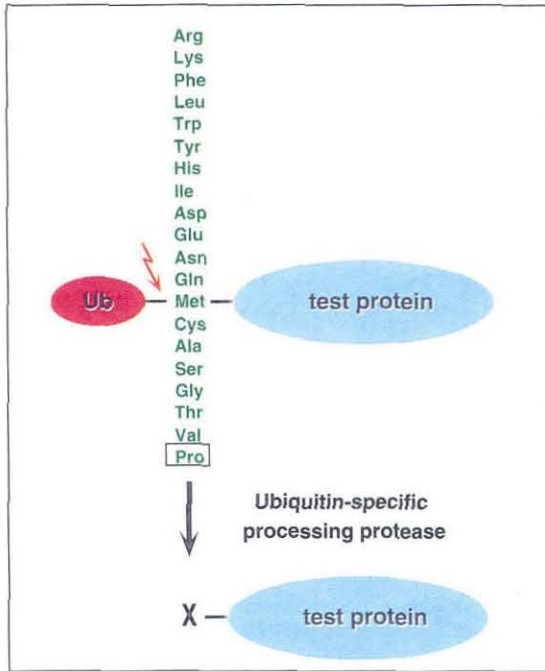 Arg
Lys
Phe
Leu
Trp
Tyr
His
Ile
Asp
Glu
Asn
Gln
Ub Met test protein
Cys
Ala
Ser
Gly
Thr
Val
Pro
Ubiquitin-specific
processing protease
X test protein